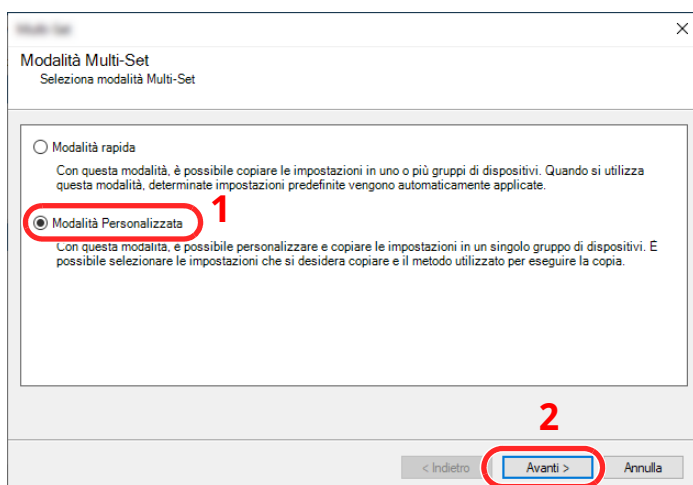 Modalità Multi-Set
Seleziona modalità Multi-Set
Modalità rapida
Con questa modalità, è possibile copiare le impostazioni in uno o più gruppi di dispositivi. Quando si utilizza
questa modalità, determinate impostazioni predefinite vengono automaticamente applicate.
1
Modalità Personalizzata
Con questa modalità, è possibile personalizzare e copiare le impostazioni in un singolo gruppo di dispositivi. È
possibile selezionare le impostazioni che si desidera copiare e il metodo utilizzato per eseguire la copia.
2
< Indietro
Avanti >
Annulla